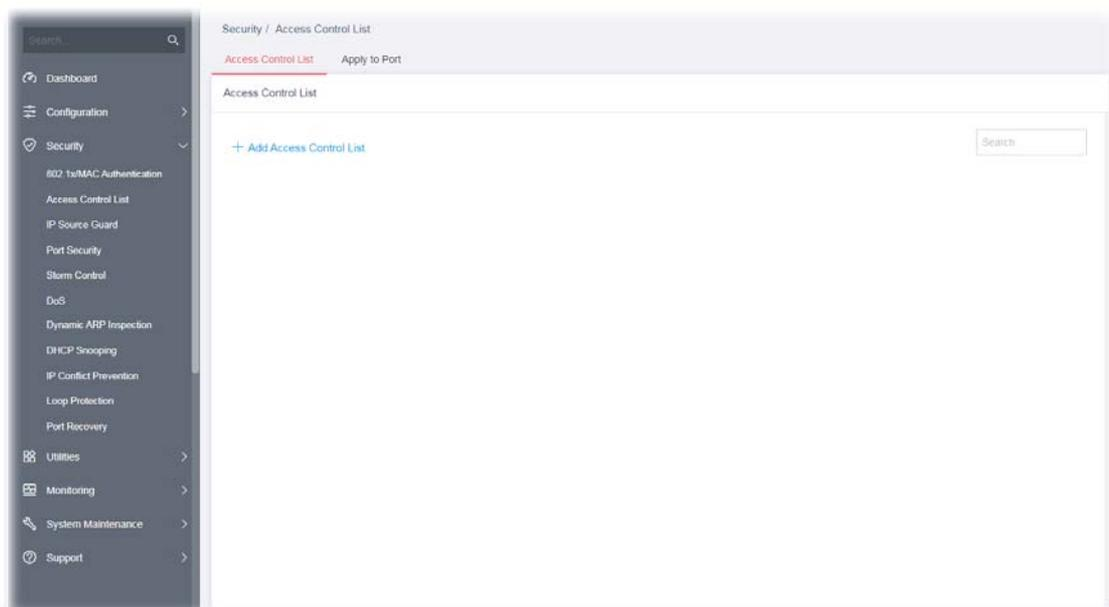 Search...
Dashboard
Configuration
Security
802.1x/MAC Authentication
Access Control List
IP Source Guard
Port Security
Storm Control
DoS
Dynamic ARP Inspection
DHCP Snooping
IP Conflict Prevention
Loop Protection
Port Recovery
Utilities
Monitoring
System Maintenance
Support
Security / Access Control List
Access Control List Apply to Port
Access Control List
+ Add Access Control List
Search